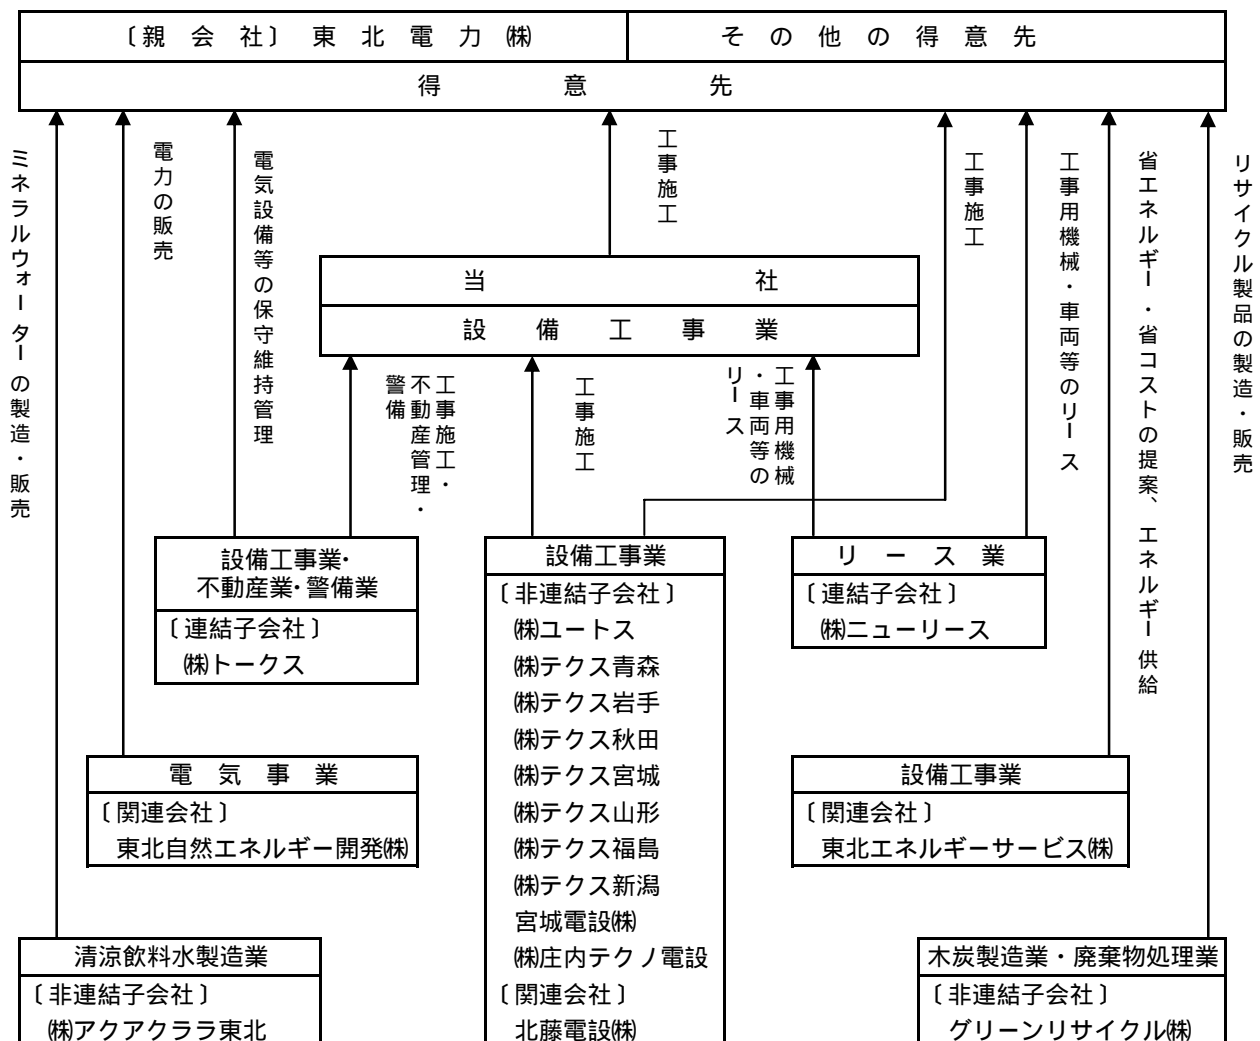 〔親会社〕東北電力㈱
その他の得意先
得意先
ミネラルウォーターの製造・販売
電力の販売
電気設備等の保守維持管理
工事施工
工事施工
工事用機械・車両等のリース
省エネルギー・省コストの提案、エネルギー供給
リサイクル製品の製造・販売
当社
設備工事業
工事施工・
不動産管理・
警備
工事施工
工事用機械
・車両等の
リース
設備工事業・
不動産業・警備業
〔連結子会社〕
㈱トークス
設備工事業
〔非連結子会社〕
㈱ユートス
㈱テクス青森
㈱テクス岩手
㈱テクス秋田
㈱テクス宮城
㈱テクス山形
㈱テクス福島
㈱テクス新潟
宮城電設㈱
㈱庄内テクノ電設
〔関連会社〕
北藤電設㈱
リース業
〔連結子会社〕
㈱ニューリース
電気事業
〔関連会社〕
東北自然エネルギー開発㈱
設備工事業
〔関連会社〕
東北エネルギーサービス㈱
清涼飲料水製造業
〔非連結子会社〕
㈱アクアクララ東北
木炭製造業・廃棄物処理業
〔非連結子会社〕
グリーンリサイクル㈱